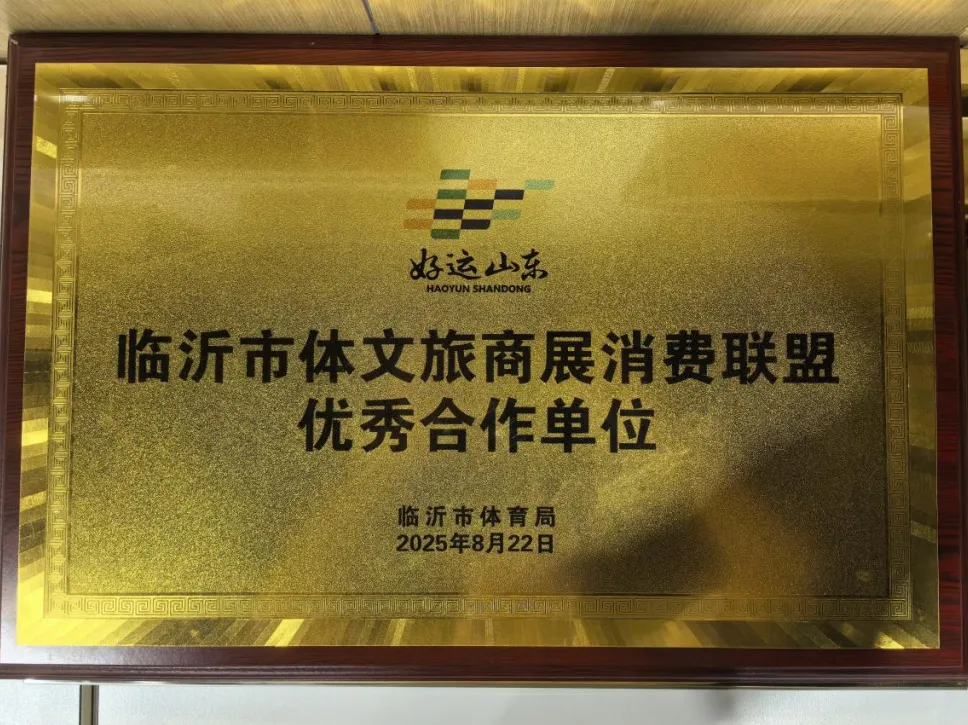 好运山东
HAOYUN SHANDONG
临沂市体文旅商展消费联盟
优秀合作单位
临沂市体育局
2025年8月22日